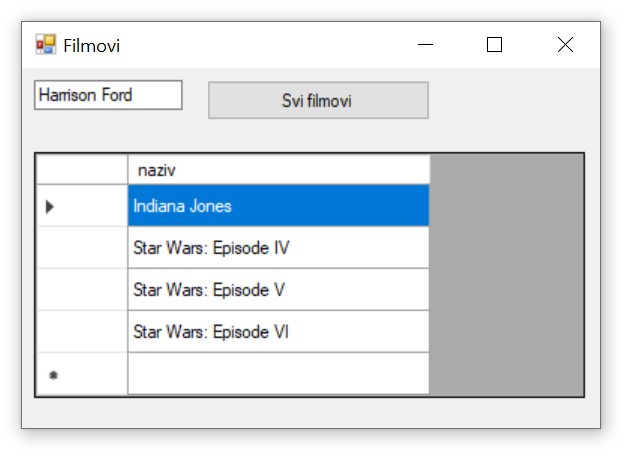 Filmovi
Harrison Ford
Svi filmovi
naziv
Indiana Jones
Star Wars: Episode IV
Star Wars: Episode V
Star Wars: Episode VI